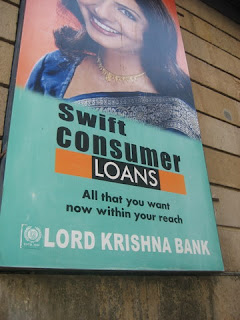 Swift
consumer
LOANS
All that you want
now within your reach
LORD KRISHNA BANK